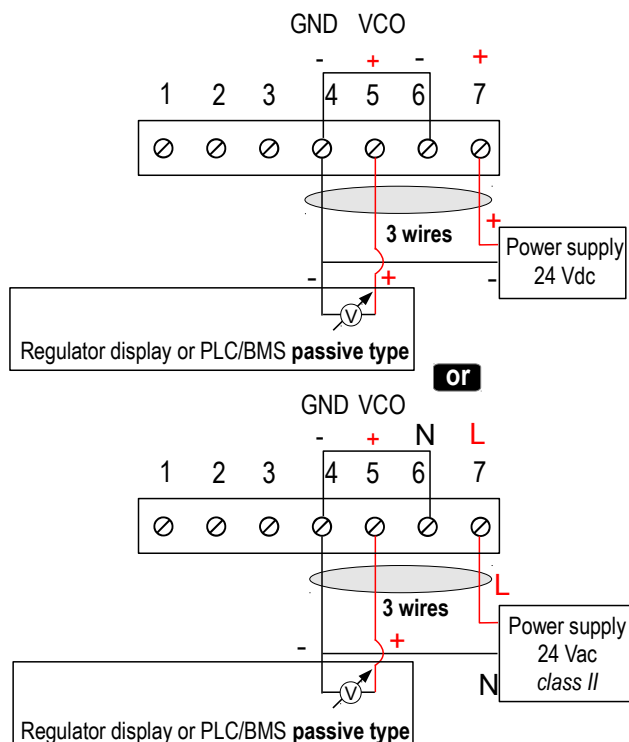 GND VCO
- + - +
1 2 3 4 5 6 7
3 wires
+
Power supply
24 Vdc
- + -
V
Regulator display or PLC/BMS passive type
or
GND VCO
- + N L
1 2 3 4 5 6 7
L
3 wires
Power supply
24 Vac
class II
- +
N
V
Regulator display or PLC/BMS passive type